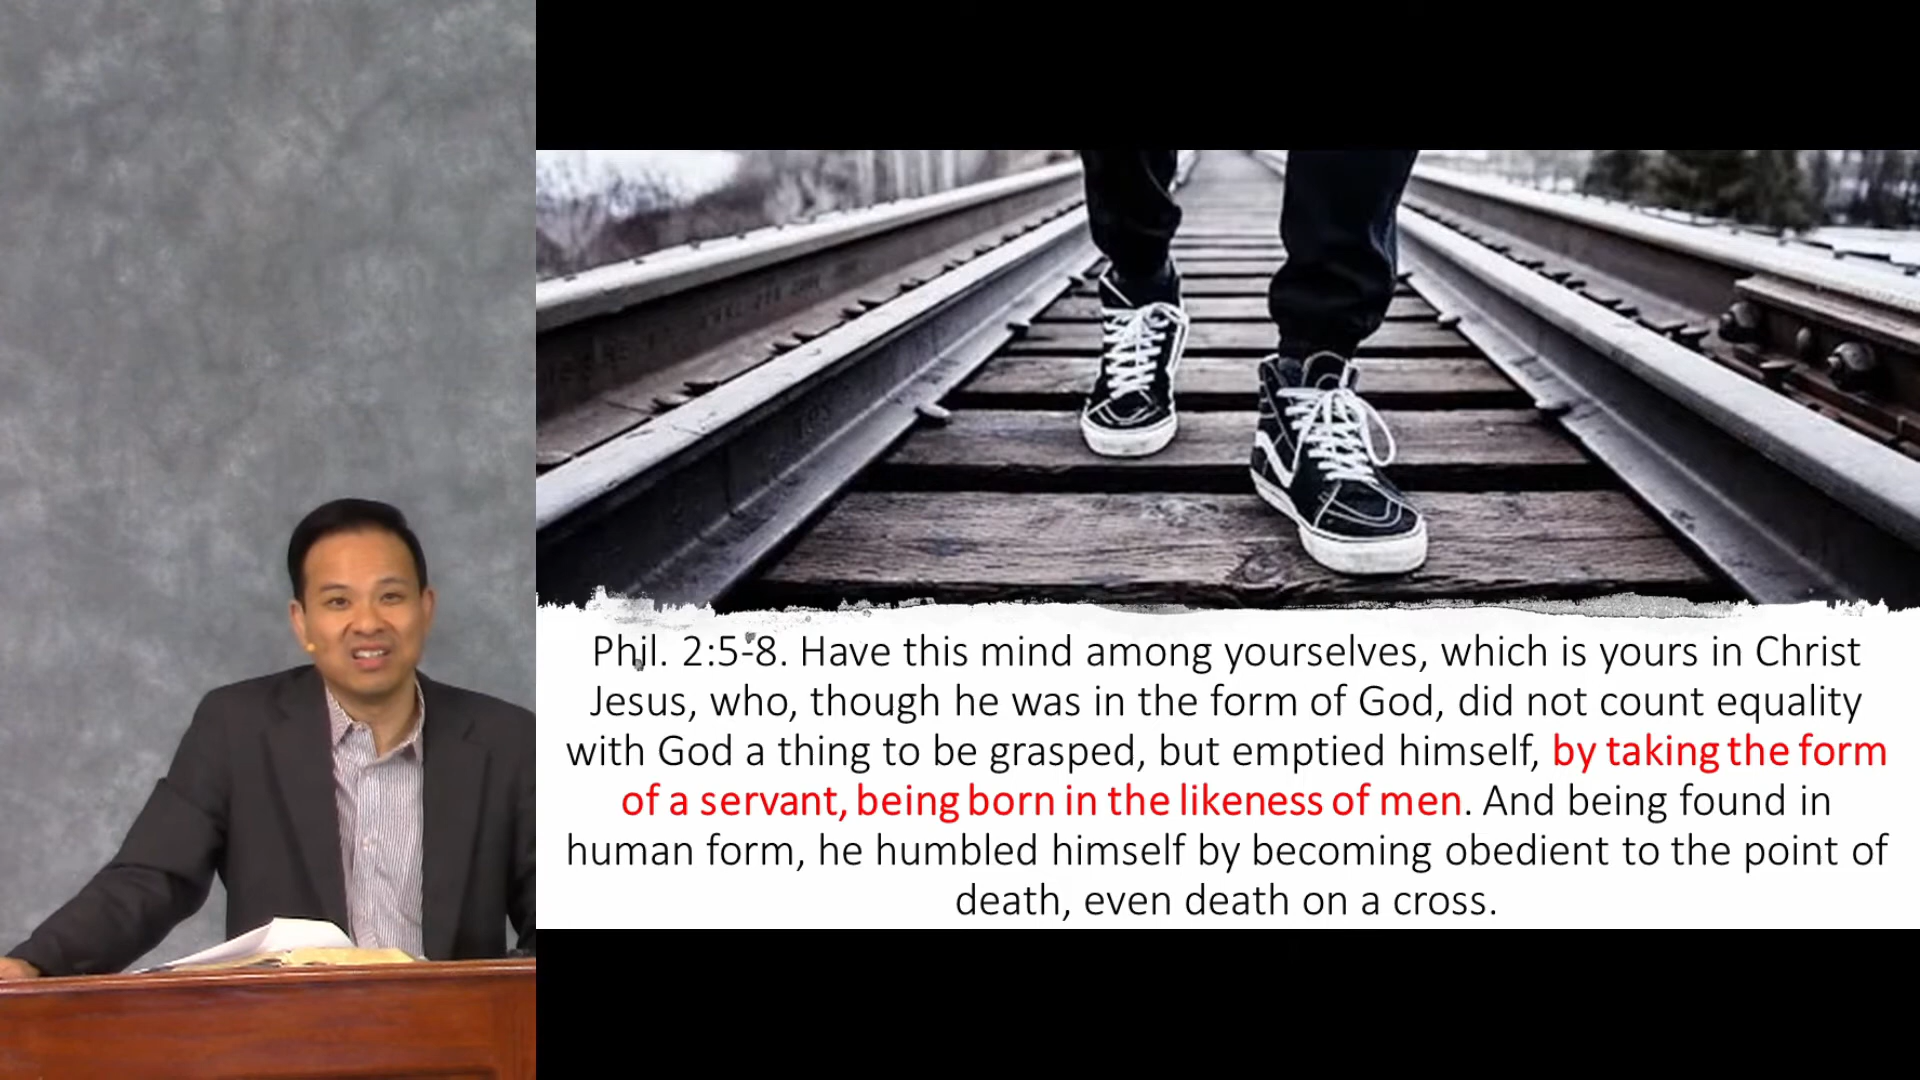 Phil. 2:5-8. Have this mind among yourselves, which is yours in Christ
Jesus, who, though he was in the form of God, did not count equality
with God a thing to be grasped, but emptied himself, by taking the form
of a servant, being born in the likeness of men. And being found in
human form, he humbled himself by becoming obedient to the point of
death, even death on a cross.